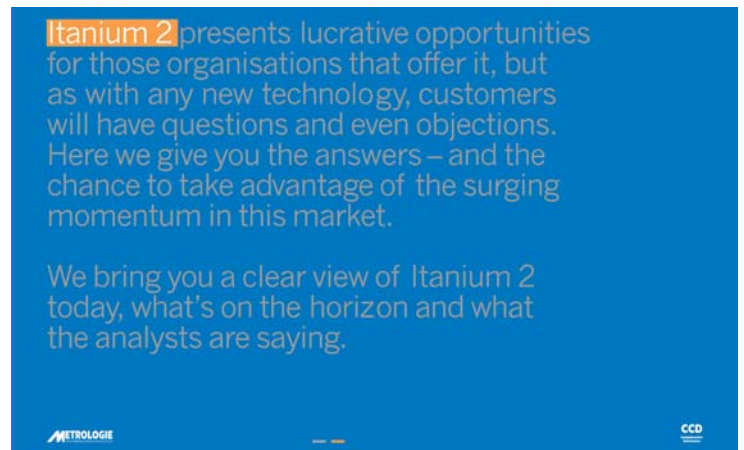 Itanium 2 presents lucrative opportunities
for those organisations that offer it, but
as with any new technology, customers
will have questions and even objections.
Here we give you the answers – and the
chance to take advantage of the surging
momentum in this market.
We bring you a clear view of Itanium 2
today, what's on the horizon and what
the analysts are saying.
METROLOGIE
CCD